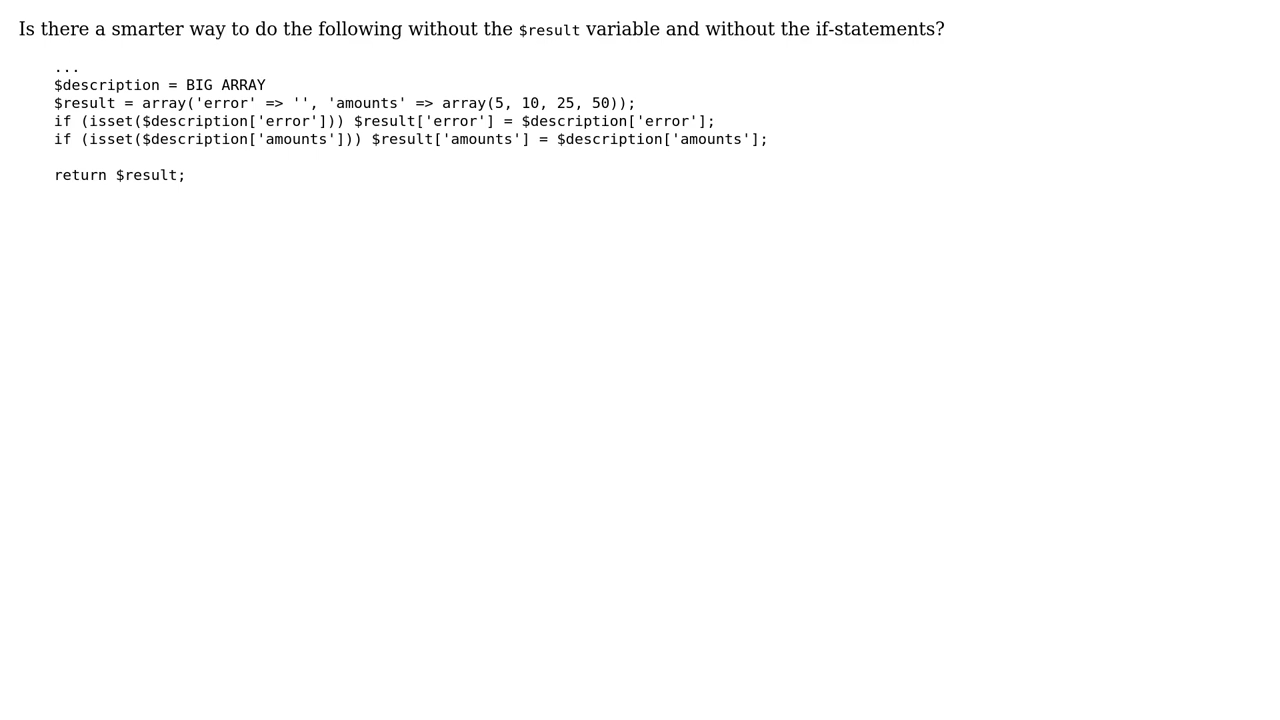 Is there a smarter way to do the following without the $result variable and without the if-statements?
...
$description = BIG ARRAY
$result = array('error' => '', 'amounts' => array(5, 10, 25, 50));
if (isset($description['error'])) $result['error'] = $description['error'];
if (isset($description['amounts'])) $result['amounts'] = $description['amounts'];
return $result;